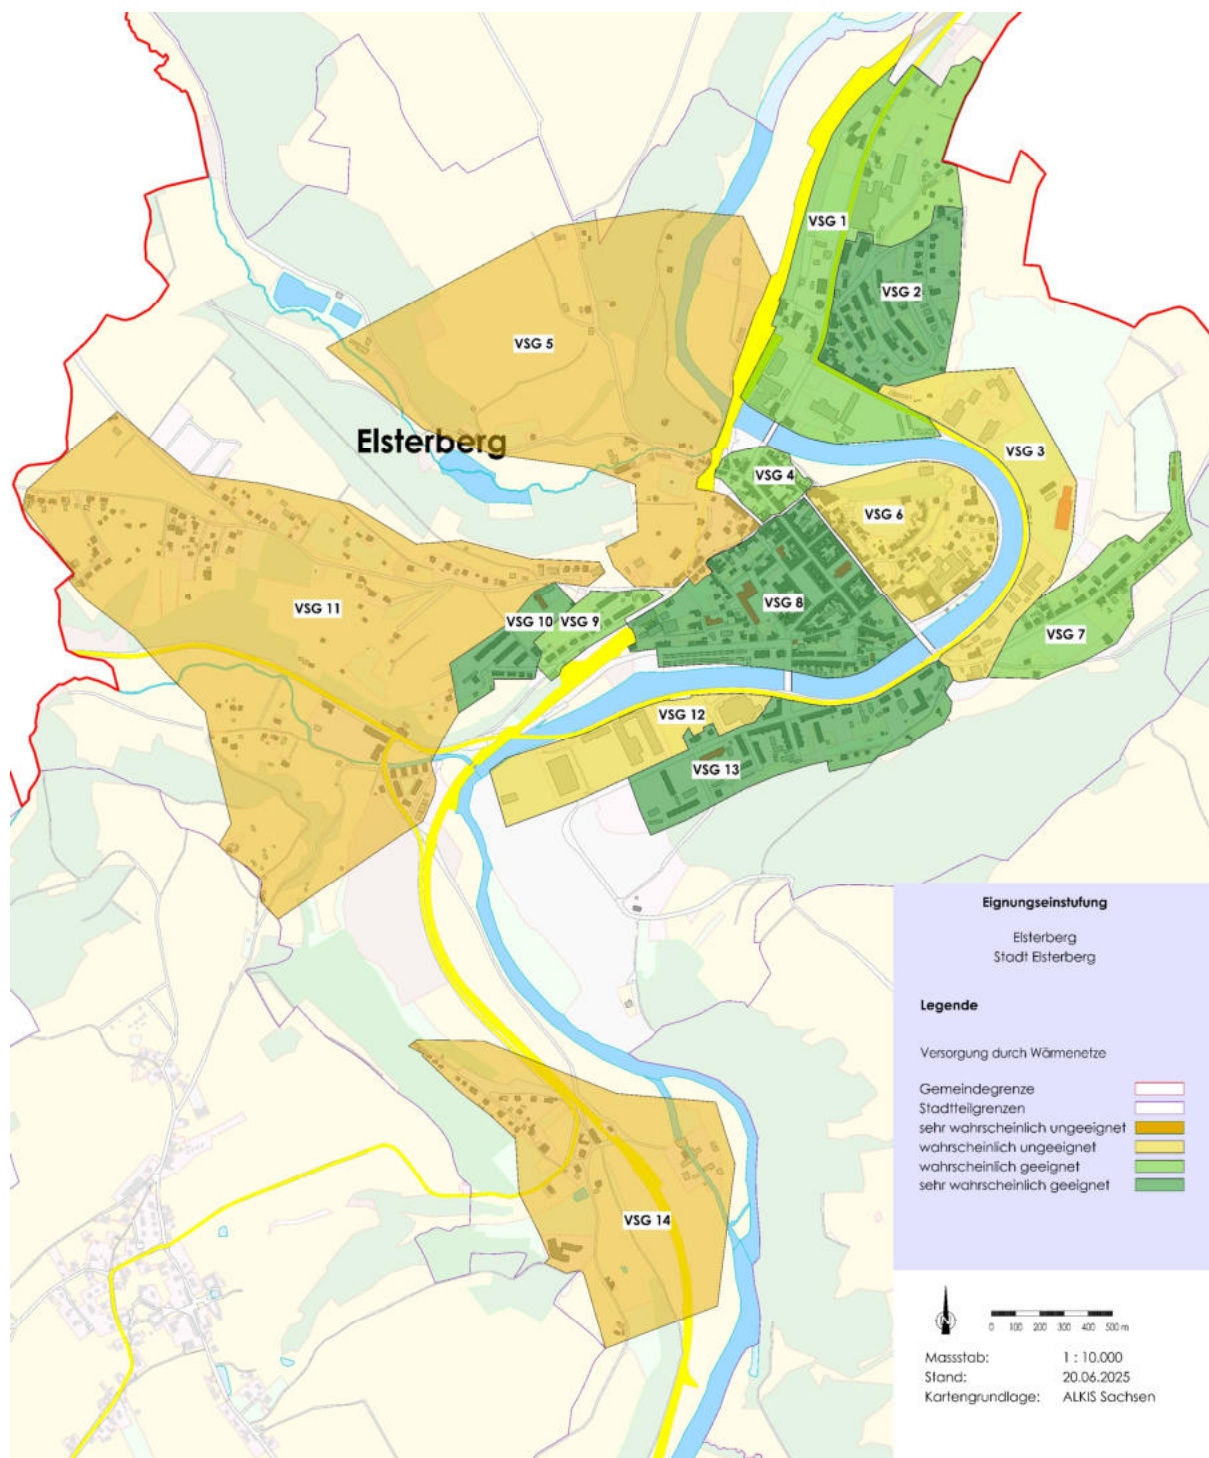 VSG 1
VSG 2
VSG 5
Elsterberg
VSG 3
VSG 4
VSG 6
VSG 11
VSG 10
VSG 9
VSG 8
VSG 7
VSG 12
VSG 13
VSG 14
Eignungseinstufung
Elsterberg
Stadt Elsterberg
Legende
Versorgung durch Wärmenetze
Gemeindegrenze
Stadtteilgrenzen
sehr wahrscheinlich ungeeignet
wahrscheinlich ungeeignet
wahrscheinlich geeignet
sehr wahrscheinlich geeignet
N
0 100 200 300 400 500 m
Massstab: 1 : 10.000
Stand: 20.06.2025
Kartengrundlage: ALKIS Sachsen